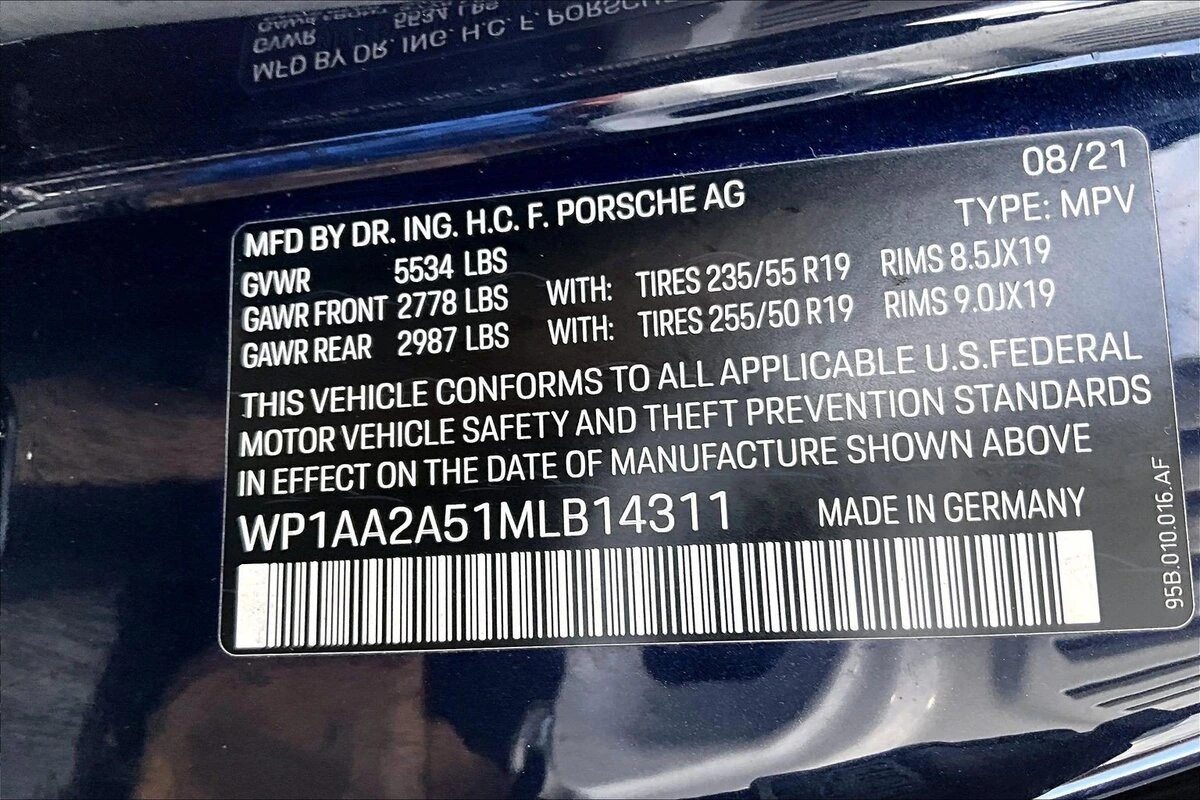 MFD BY DR. ING. H.C. F. PORSCHE AG 08/21
TYPE: MPV
GVWR 5534 LBS
GAWR FRONT 2778 LBS WITH: TIRES 235/55 R19 RIMS 8.5JX19
GAWR REAR 2987 LBS WITH: TIRES 255/50 R19 RIMS 9.0JX19
THIS VEHICLE CONFORMS TO ALL APPLICABLE U.S.FEDERAL
MOTOR VEHICLE SAFETY AND THEFT PREVENTION STANDARDS
IN EFFECT ON THE DATE OF MANUFACTURE SHOWN ABOVE
WP1AA2A51MLB14311 MADE IN GERMANY
95B.010.016.AF